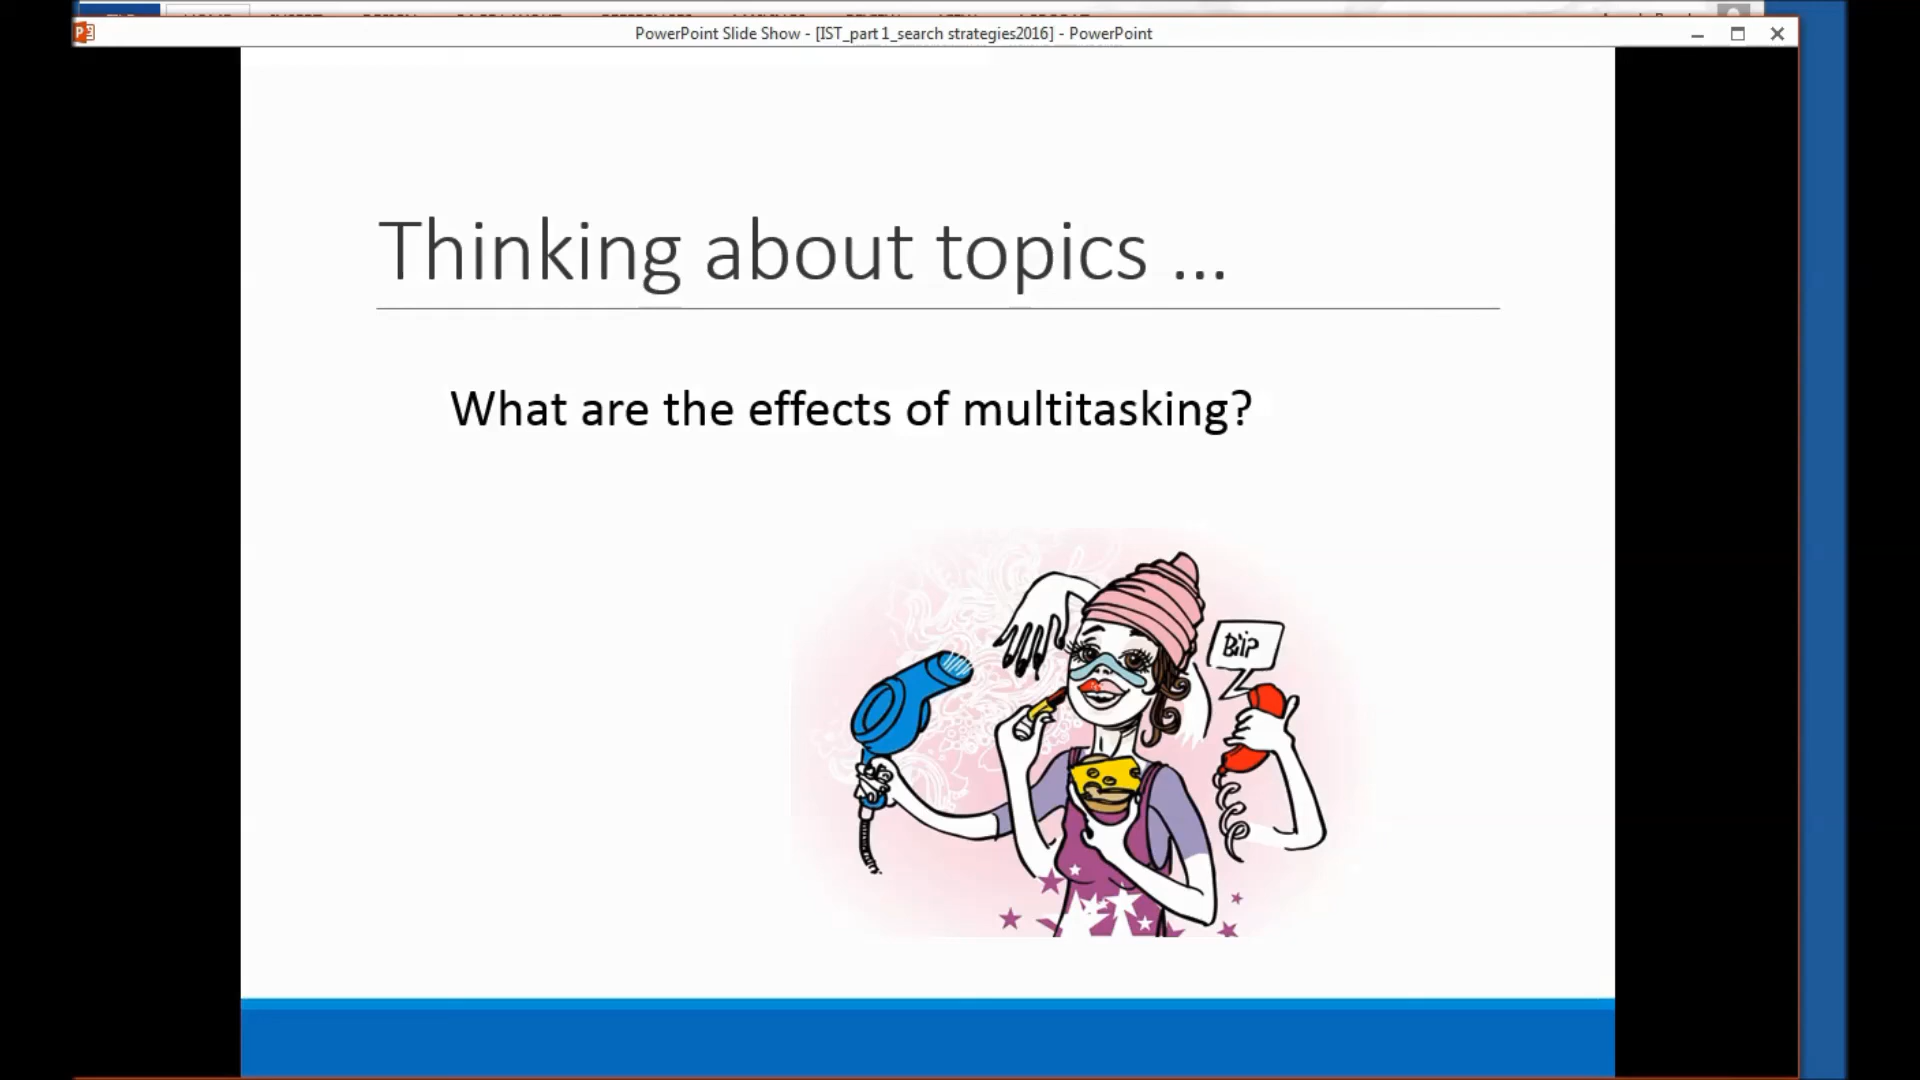 PowerPoint Slide Show - [IST_part 1_search strategies2016] - PowerPoint
Thinking about topics ...
What are the effects of multitasking?
Bip